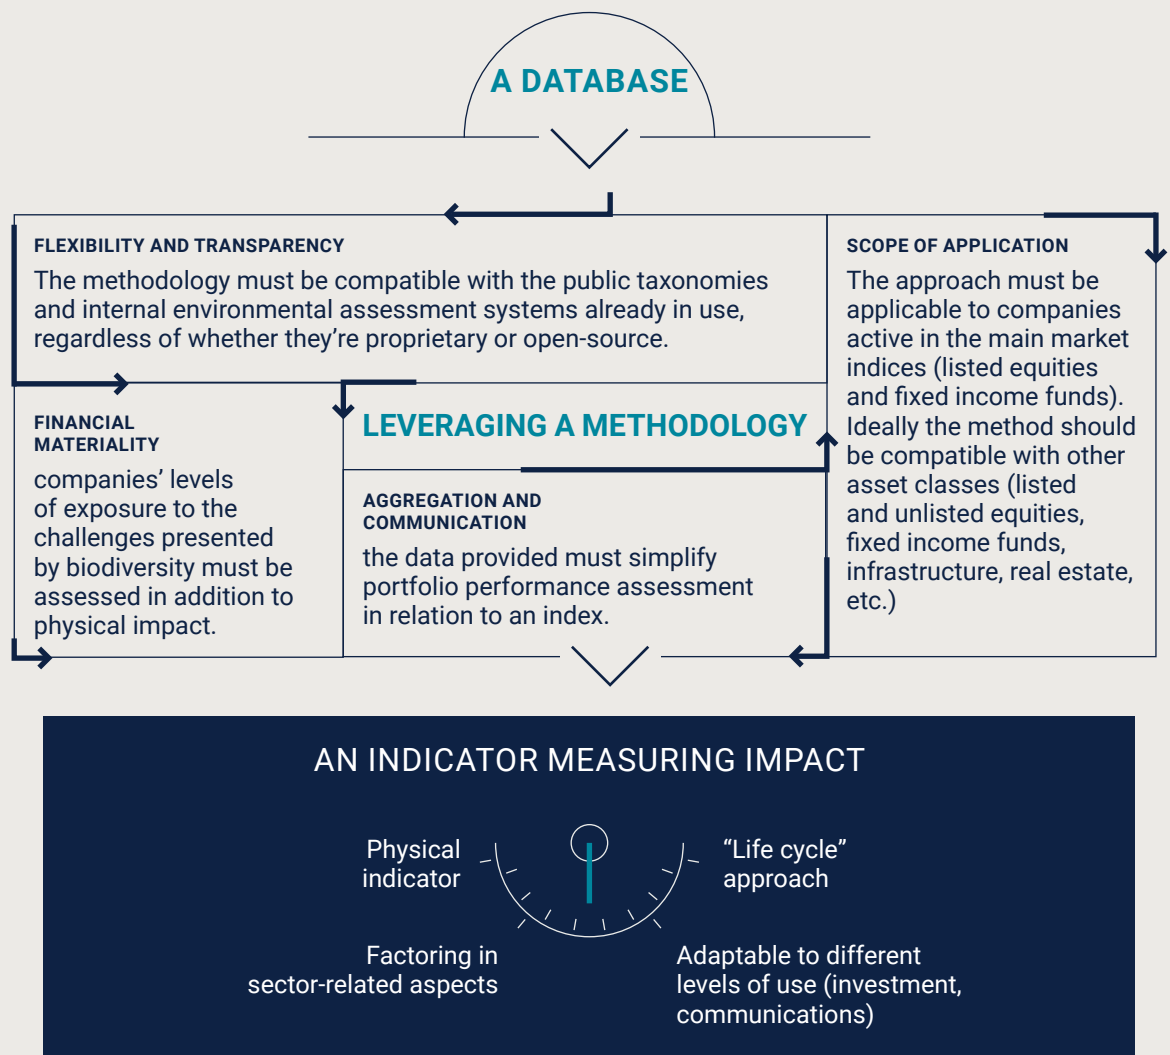 A DATABASE
FLEXIBILITY AND TRANSPARENCY
The methodology must be compatible with the public taxonomies
and internal environmental assessment systems already in use,
regardless of whether they’re proprietary or open-source.
SCOPE OF APPLICATION
The approach must be
applicable to companies
active in the main market
indices (listed equities
and fixed income funds).
Ideally the method should
be compatible with other
asset classes (listed
and unlisted equities,
fixed income funds,
infrastructure, real estate,
etc.)
FINANCIAL
MATERIALITY
companies’ levels
of exposure to the
challenges presented
by biodiversity must be
assessed in addition to
physical impact.
LEVERAGING A METHODOLOGY
AGGREGATION AND
COMMUNICATION
the data provided must simplify
portfolio performance assessment
in relation to an index.
AN INDICATOR MEASURING IMPACT
Physical
indicator
“Life cycle”
approach
Factoring in
sector-related aspects
Adaptable to different
levels of use (investment,
communications)